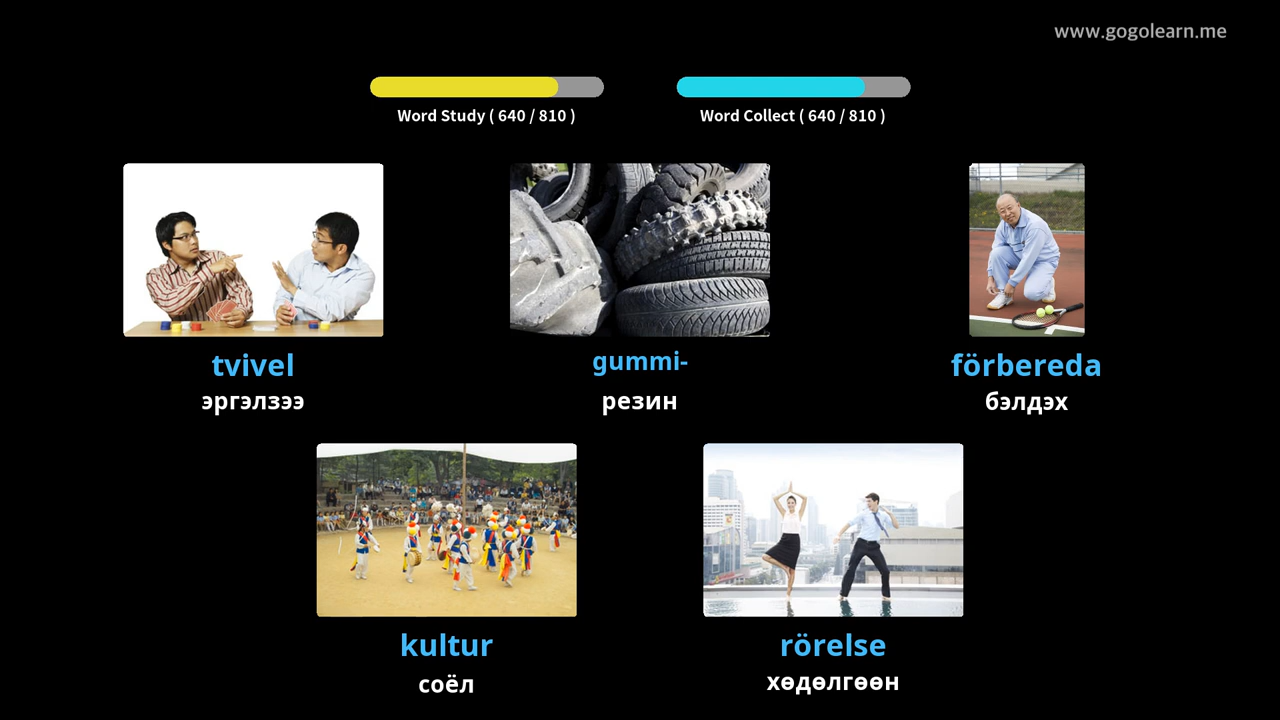 www.gogolearn.me
Word Study ( 640 / 810 )
Word Collect ( 640 / 810 )
tvivel
эргэлзээ
gummi-
резин
förbereda
бэлдэх
kultur
соёл
rörelse
хөдөлгөөн